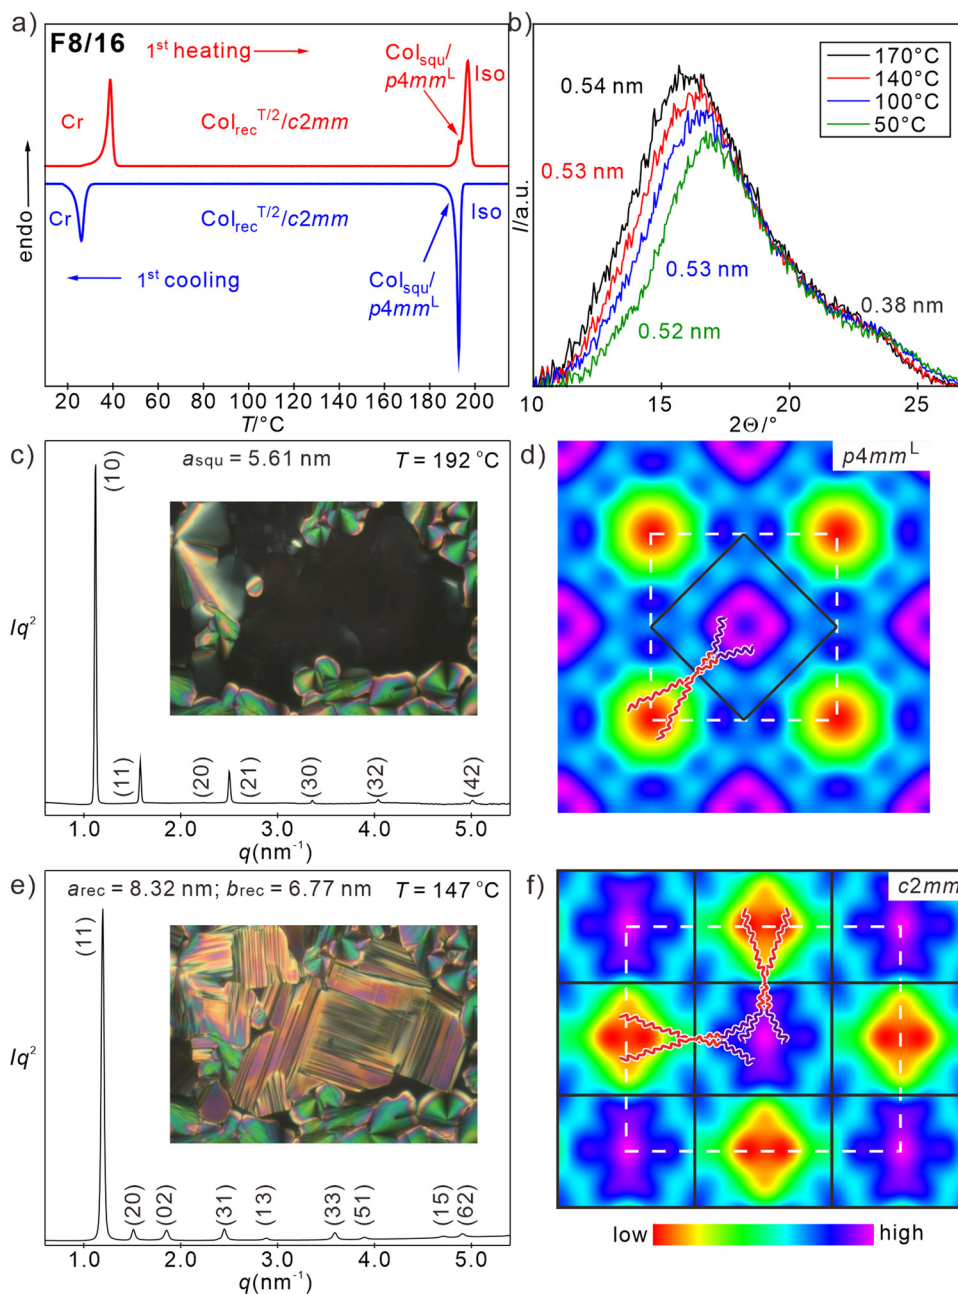 a)
F8/16
1st heating
Colsqu/
p4mmL
Iso
Cr
ColrecT/2/c2mm
endo
Cr
ColrecT/2/c2mm
Iso
1st cooling
Colsqu/
p4mmL
20 40 60 80 100 120 140 160 180 200
T/°C
b)
170°C
140°C
100°C
50°C
0.54 nm
0.53 nm
0.53 nm
0.52 nm
0.38 nm
I/a.u.
10 15 20 25
2Θ/°
c)
asqu = 5.61 nm
T = 192 °C
(10)
Iq2
(11) (20) (21) (30) (32) (42)
1.0 2.0 3.0 4.0 5.0
q(nm-1)
d)
p4mmL
e)
arec = 8.32 nm; brec = 6.77 nm
T = 147 °C
(11)
Iq2
(20) (02) (31) (13) (33) (51) (15) (62)
1.0 2.0 3.0 4.0 5.0
q(nm-1)
f)
c2mm
low high